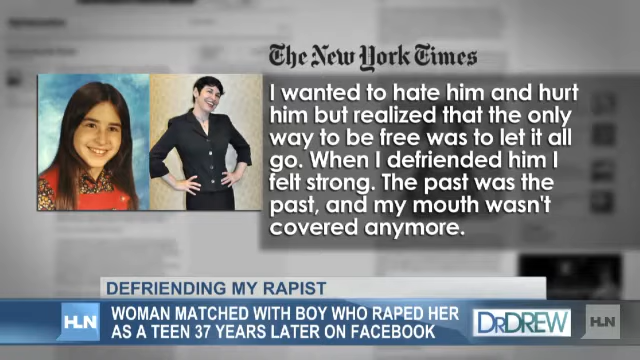 The New York Times
I wanted to hate him and hurt
him but realized that the only
way to be free was to let it all
go. When I defriended him I
felt strong. The past was the
past, and my mouth wasn't
covered anymore.
DEFRIENDING MY RAPIST
HLN
WOMAN MATCHED WITH BOY WHO RAPED HER
AS A TEEN 37 YEARS LATER ON FACEBOOK
DRDREW
HLN